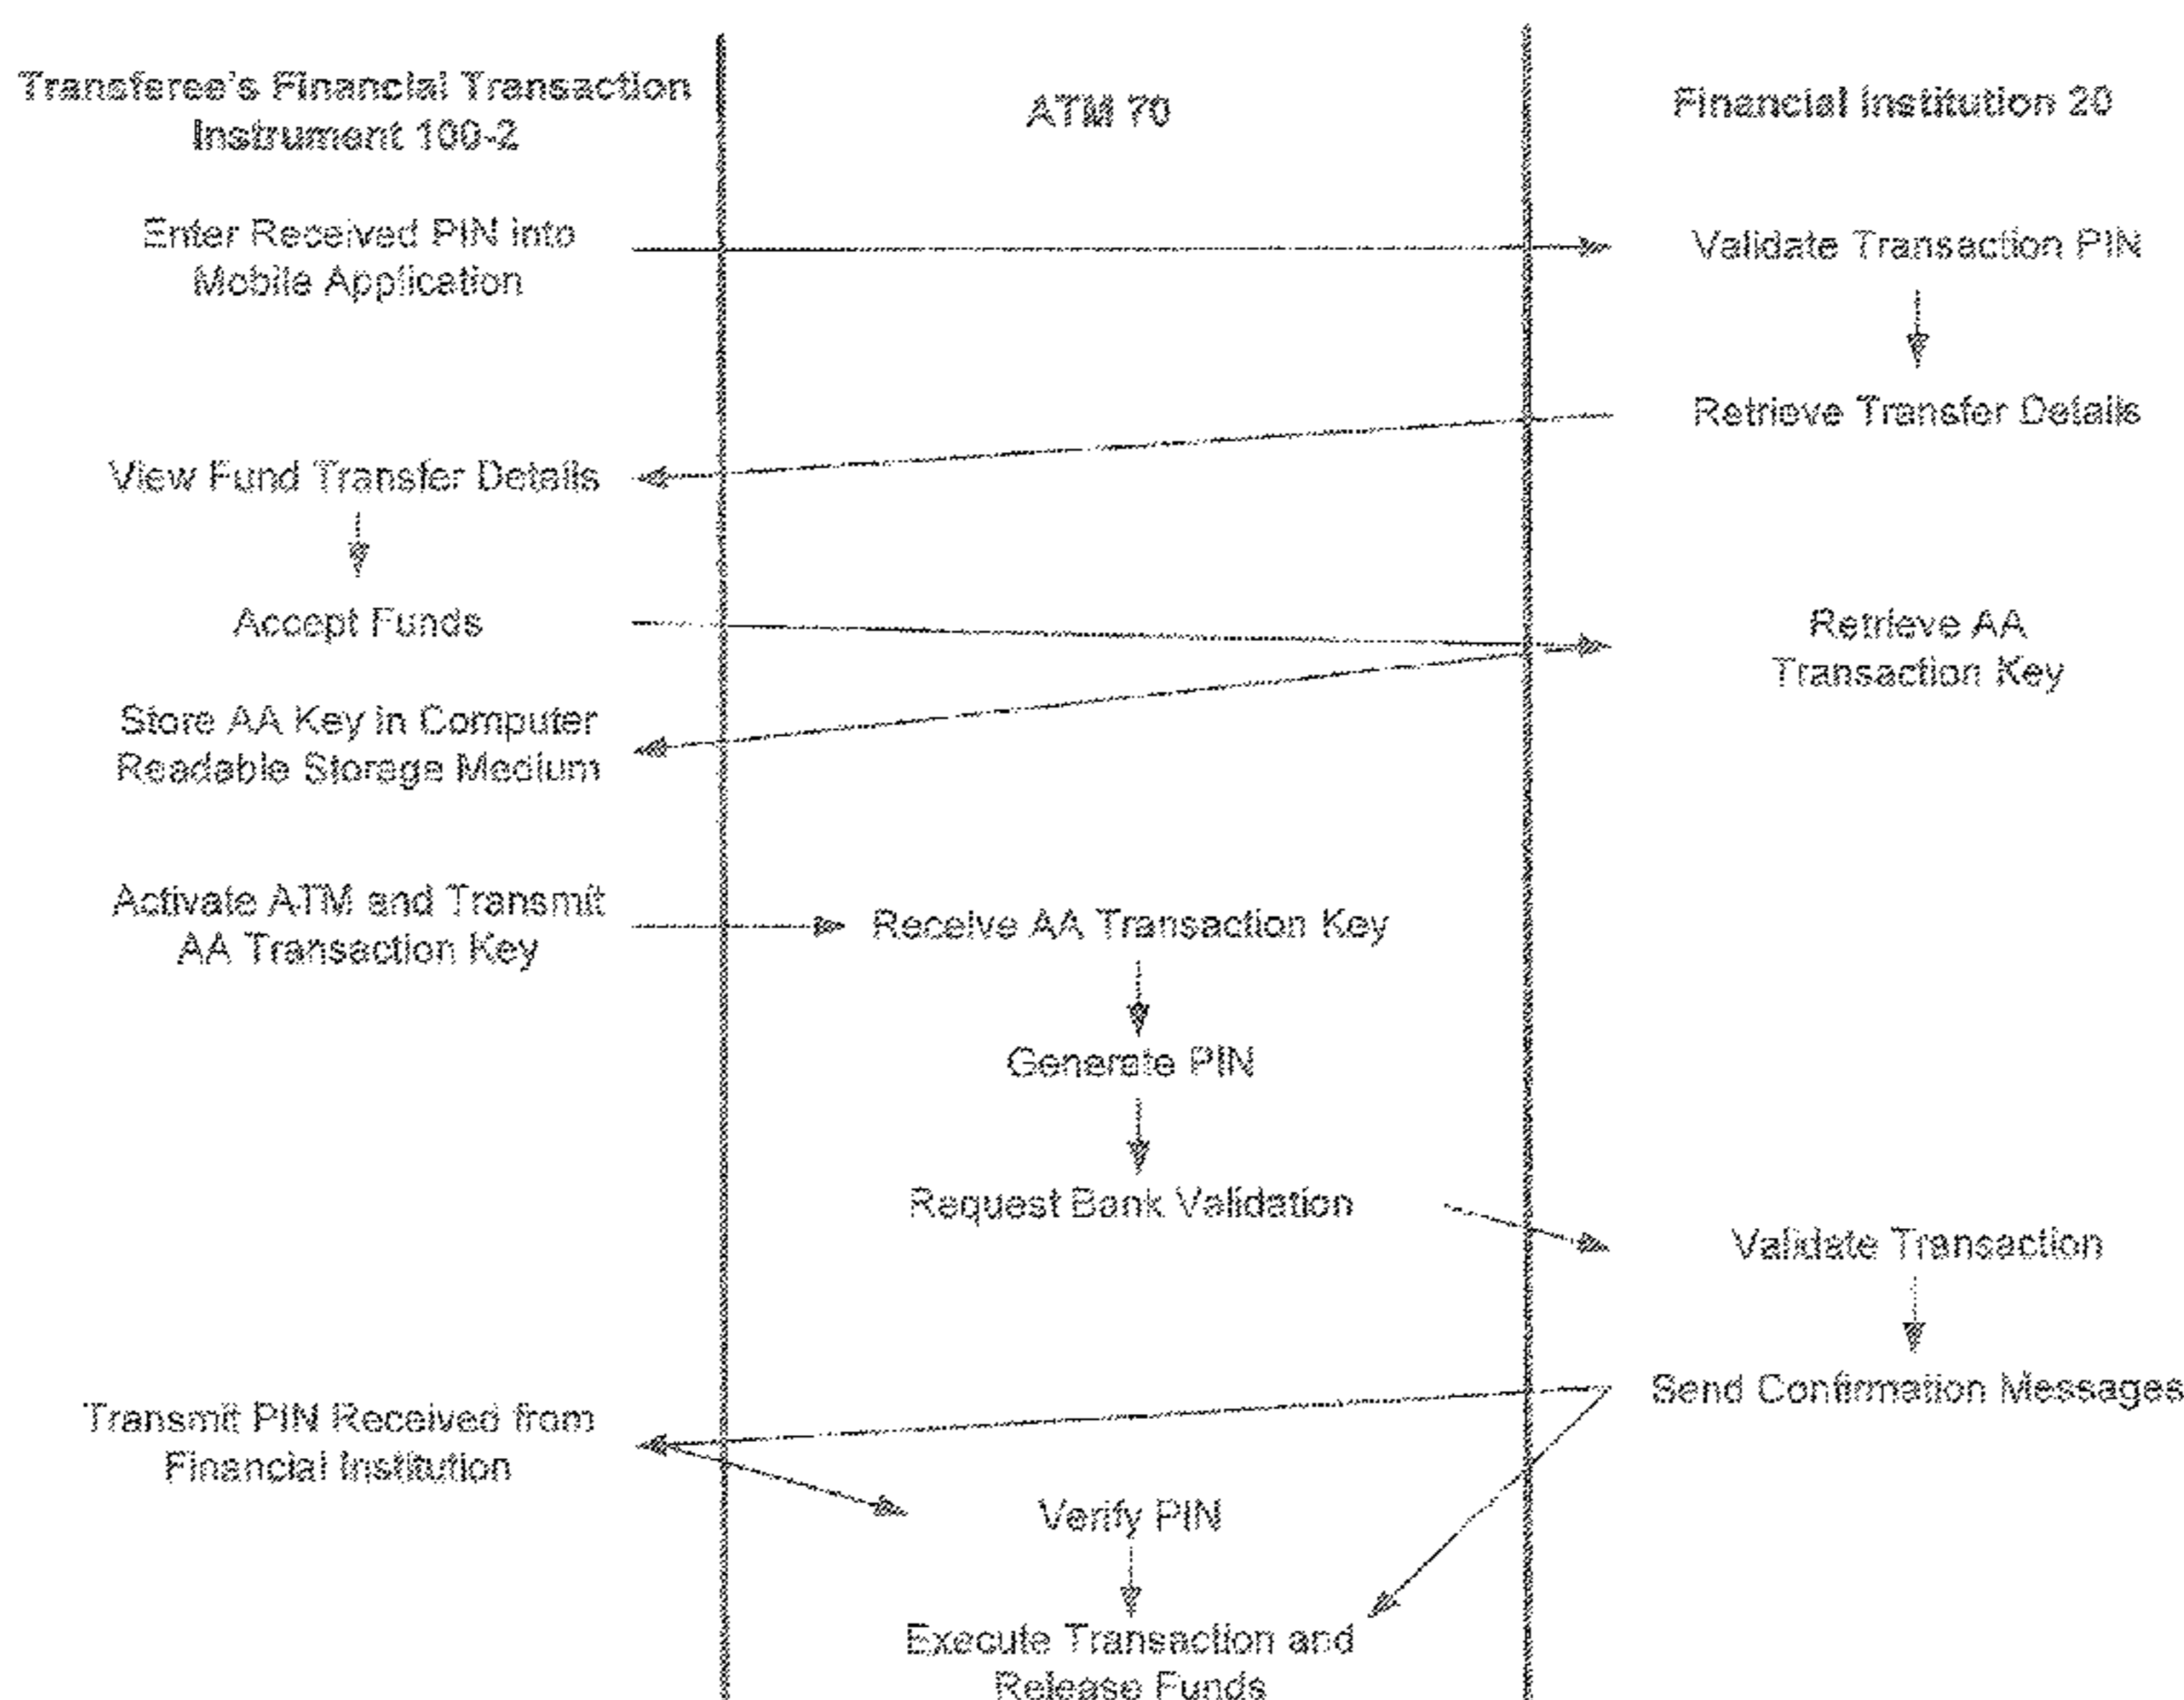 Transferee's Financial Transaction
Instrument 100-2
ATM 70
Financial Institution 20
Enter Received PIN into
Mobile Application
Validate Transaction PIN
Retrieve Transfer Details
View Fund Transfer Details
Accept Funds
Retrieve AA
Transaction Key
Store AA Key in Computer
Readable Storage Medium
Activate ATM and Transmit
AA Transaction Key
Receive AA Transaction Key
Generate PIN
Request Bank Validation
Validate Transaction
Send Confirmation Messages
Transmit PIN Received from
Financial Institution
Verify PIN
Execute Transaction and
Release Funds